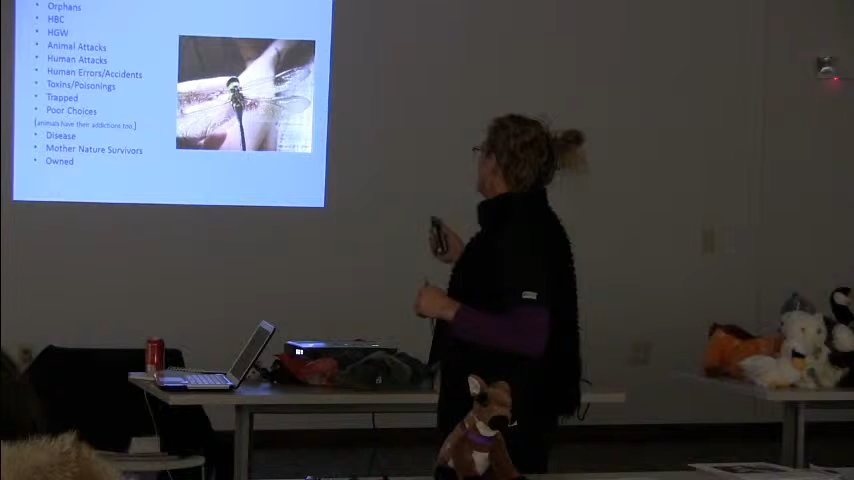 • Orphans
• HBC
• HGW
• Animal Attacks
• Human Attacks
• Human Errors/Accidents
• Toxins/Poisonings
• Trapped
• Poor Choices
(animals have their addictions too.)
• Disease
• Mother Nature Survivors
• Owned